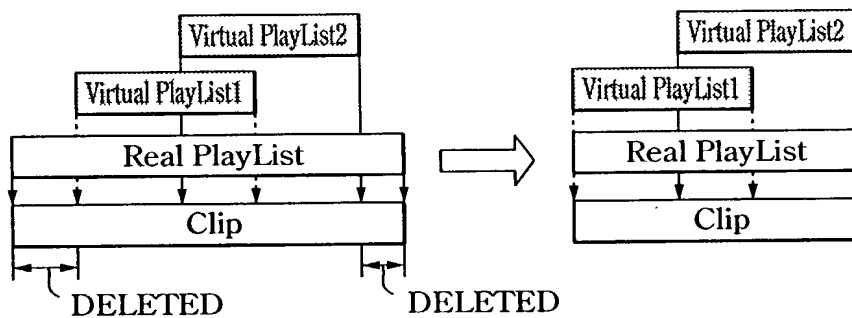 Virtual PlayList2
Virtual PlayList1
Real PlayList
Clip
DELETED
DELETED
Virtual PlayList2
Virtual PlayList1
Real PlayList
Clip